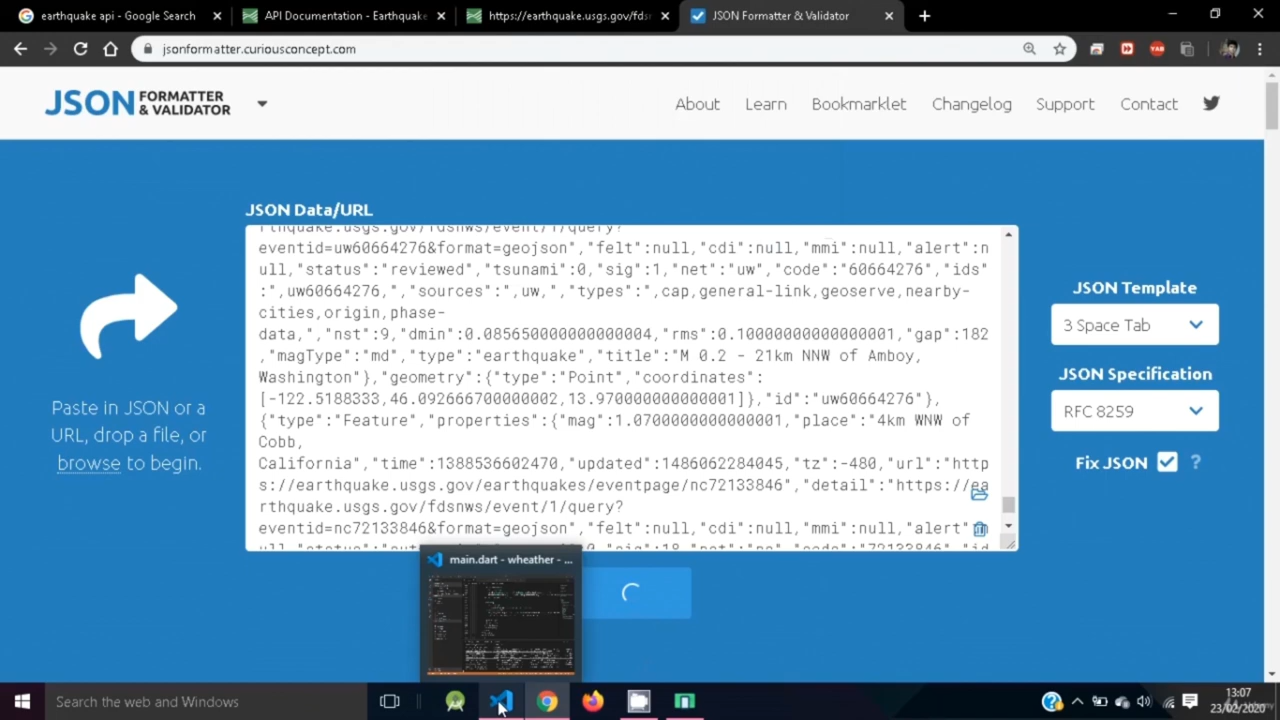 earthquake api - Google Search
API Documentation - Earthquake
https://earthquake.usgs.gov/fdsn
JSON Formatter & Validator
jsonformatter.curiousconcept.com
JSON FORMATTER & VALIDATOR
About Learn Bookmarklet Changelog Support Contact
JSON Data/URL
rthquake.usgs.gov/fdsnws/event/1/query?
eventid=uw60664276&format=geojson","felt":null,"cdi":null,"mmi":null,"alert":n
ull,"status":"reviewed","tsunami":0,"sig":1,"net":"uw","code":"60664276","ids"
:",uw60664276,","sources":",uw,","types":",cap,general-link,geoserve,nearby-
cities,origin,phase-
data,","nst":9,"dmin":0.085650000000000004,"rms":0.10000000000000001,"gap":182
,"magType":"md","type":"earthquake","title":"M 0.2 - 21km NNW of Amboy,
Washington"},"geometry":{"type":"Point","coordinates":
[-122.5188333,46.092666700000002,13.970000000000001]},"id":"uw60664276"},
{"type":"Feature","properties":{"mag":1.0700000000000001,"place":"4km WNW of
Cobb,
California","time":1388536602470,"updated":1486062284045,"tz":-480,"url":"http
s://earthquake.usgs.gov/earthquakes/eventpage/nc72133846","detail":"https://ea
rthquake.usgs.gov/fdsnws/event/1/query?
eventid=nc72133846&format=geojson","felt":null,"cdi":null,"mmi":null,"alert"
Paste in JSON or a
URL, drop a file, or
browse to begin.
JSON Template
3 Space Tab
JSON Specification
RFC 8259
Fix JSON ?
main.dart - wheather - ...
Search the web and Windows
13:07
23/02/2020